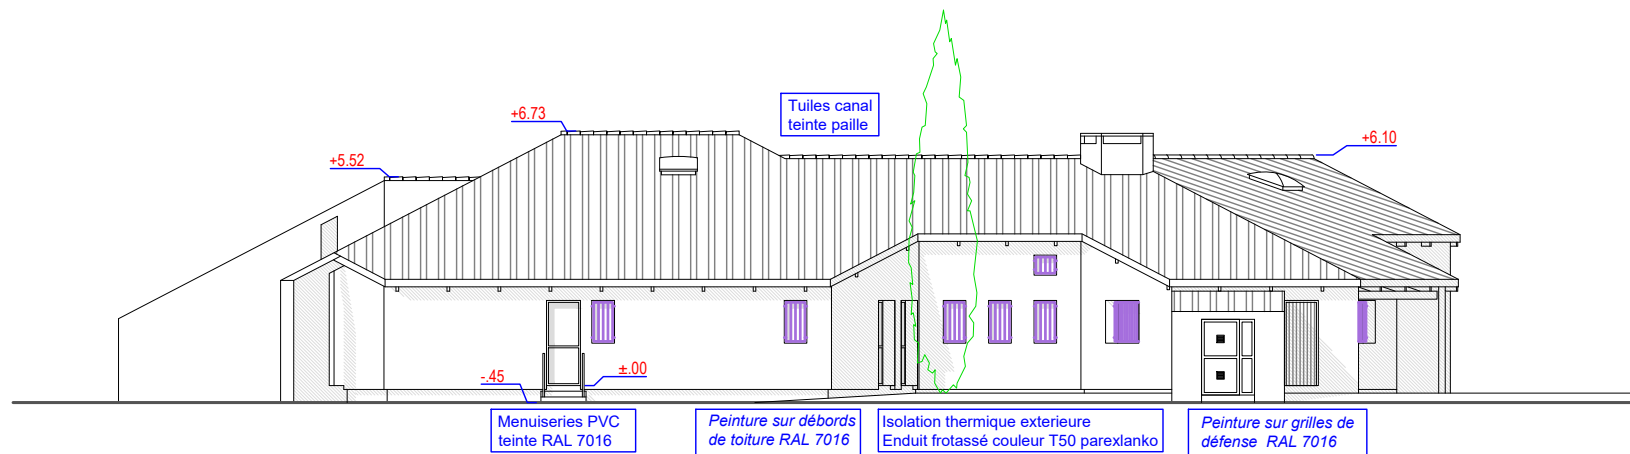 Tuiles canal
teinte paille
+6.73
+5.52
+6.10
-.45
±.00
Menuiseries PVC
teinte RAL 7016
Peinture sur débords
de toiture RAL 7016
Isolation thermique exterieure
Enduit frotassé couleur T50 parexlanko
Peinture sur grilles de
défense RAL 7016